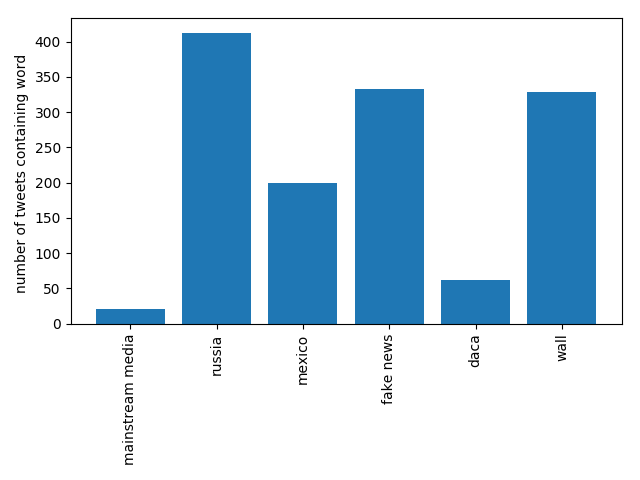 number of tweets containing word
400
350
300
250
200
150
100
50
0
mainstream media
russia
mexico
fake news
daca
wall